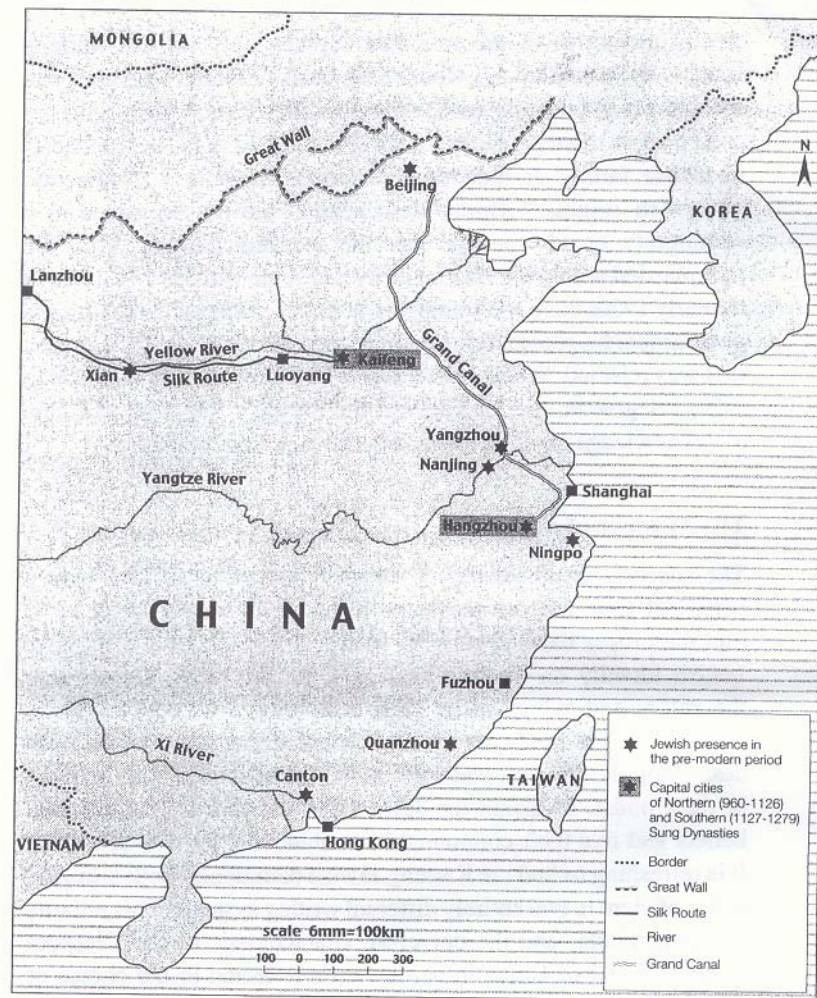 MONGOLIA
Great Wall
Beijing
N
KOREA
Lanzhou
Yellow River
Xian
Silk Route
Luoyang
Kaifeng
Grand Canal
Yangzhou
Nanjing
Yangtze River
Shanghai
Hangzhou
Ningpo
CHINA
Fuzhou
Xi River
Quanzhou
Canton
TAIWAN
VIETNAM
Hong Kong
scale 6mm=100km
100 0 100 200 300
Jewish presence in
the pre-modern period
Capital cities
of Northern (960-1126)
and Southern (1127-1279)
Sung Dynasties
Border
Great Wall
Silk Route
River
Grand Canal